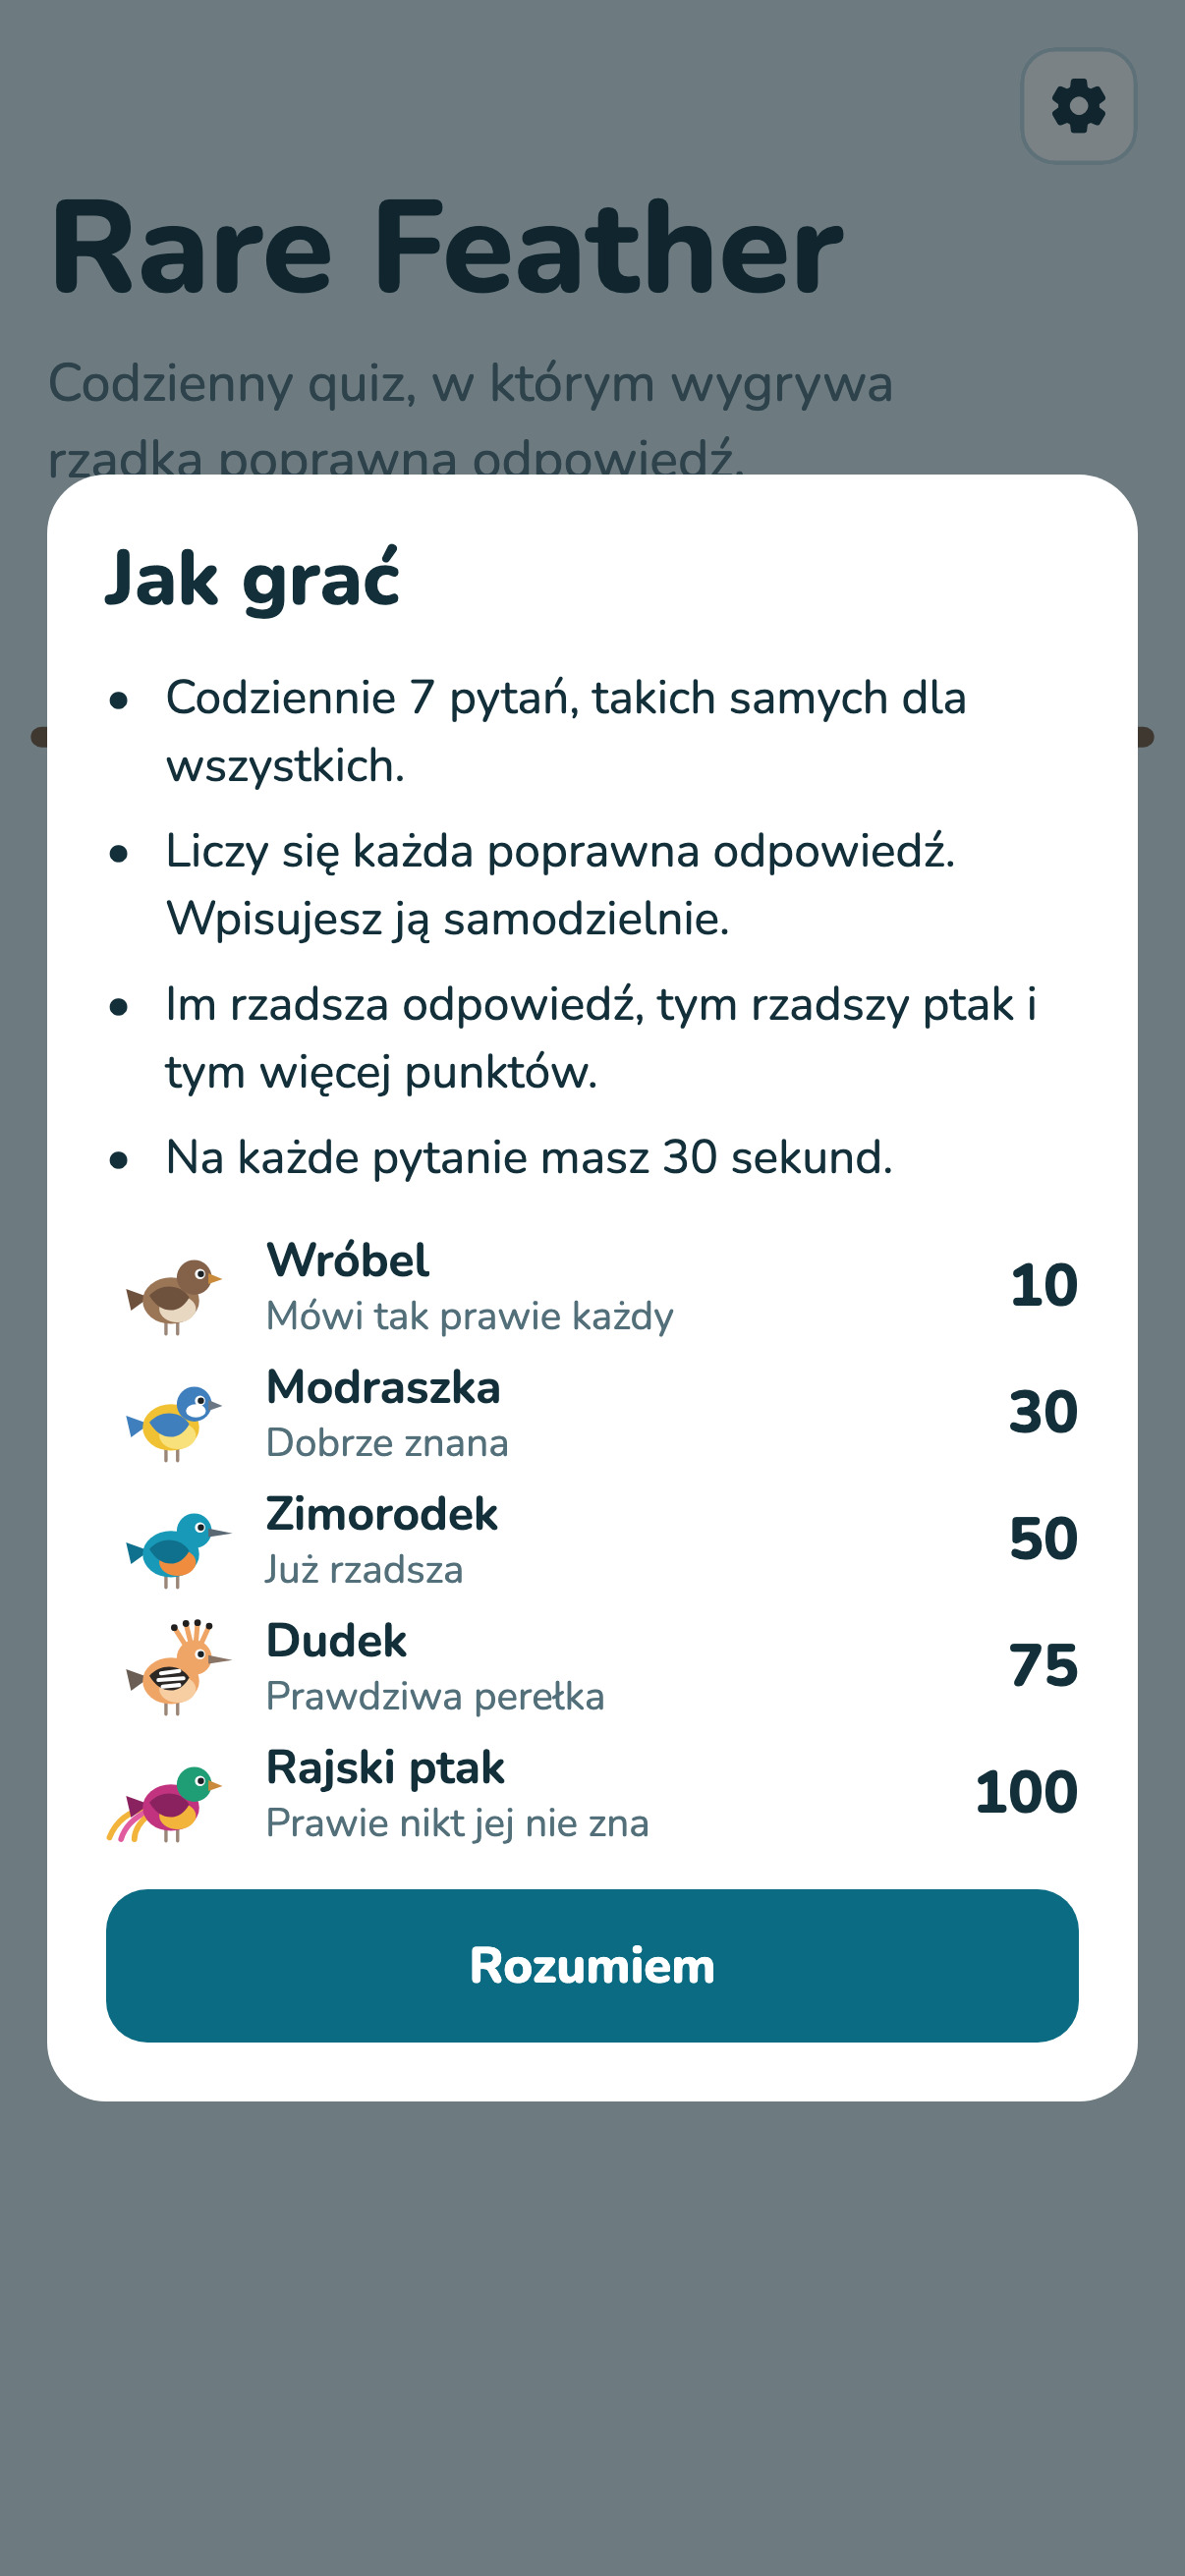 Rare Feather
Codzienny quiz, w którym wygrywa
rzadka poprawna odpowiedź.
Jak grać
• Codziennie 7 pytań, takich samych dla
wszystkich.
• Liczy się każda poprawna odpowiedź.
Wpisujesz ją samodzielnie.
• Im rzadsza odpowiedź, tym rzadszy ptak i
tym więcej punktów.
• Na każde pytanie masz 30 sekund.
Wróbel
Mówi tak prawie każdy
10
Modraszka
Dobrze znana
30
Zimorodek
Już rzadsza
50
Dudek
Prawdziwa perełka
75
Rajski ptak
Prawie nikt jej nie zna
100
Rozumiem